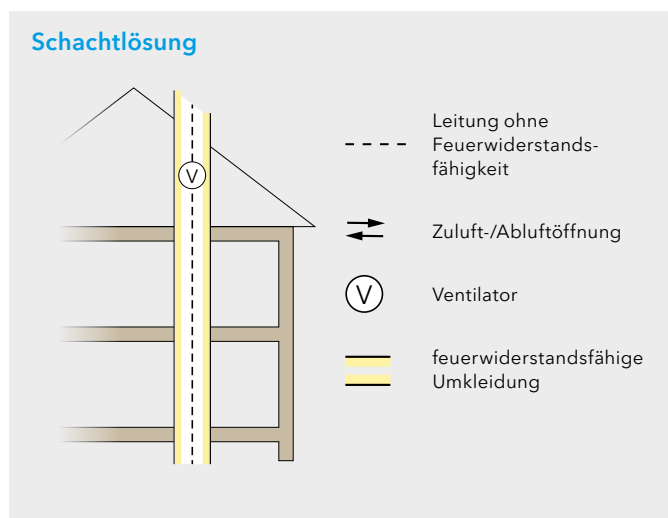 Schachtlösung
V
Leitung ohne
Feuerwiderstands-
fähigkeit
Zuluft-/Abluftöffnung
V
Ventilator
feuerwiderstandsfähige
Umkleidung